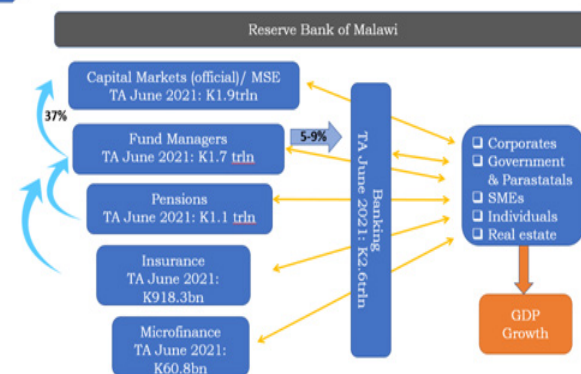 Reserve Bank of Malawi
Capital Markets (official)/ MSE
TA June 2021: K1.9trln
37%
Fund Managers
TA June 2021: K1.7 trln
5-9%
Pensions
TA June 2021: K1.1 trln
Insurance
TA June 2021:
K918.3bn
Microfinance
TA June 2021:
K60.8bn
Banking
TA June 2021: K2.6trln
Corporates
Government
& Parastatals
SMEs
Individuals
Real estate
GDP
Growth